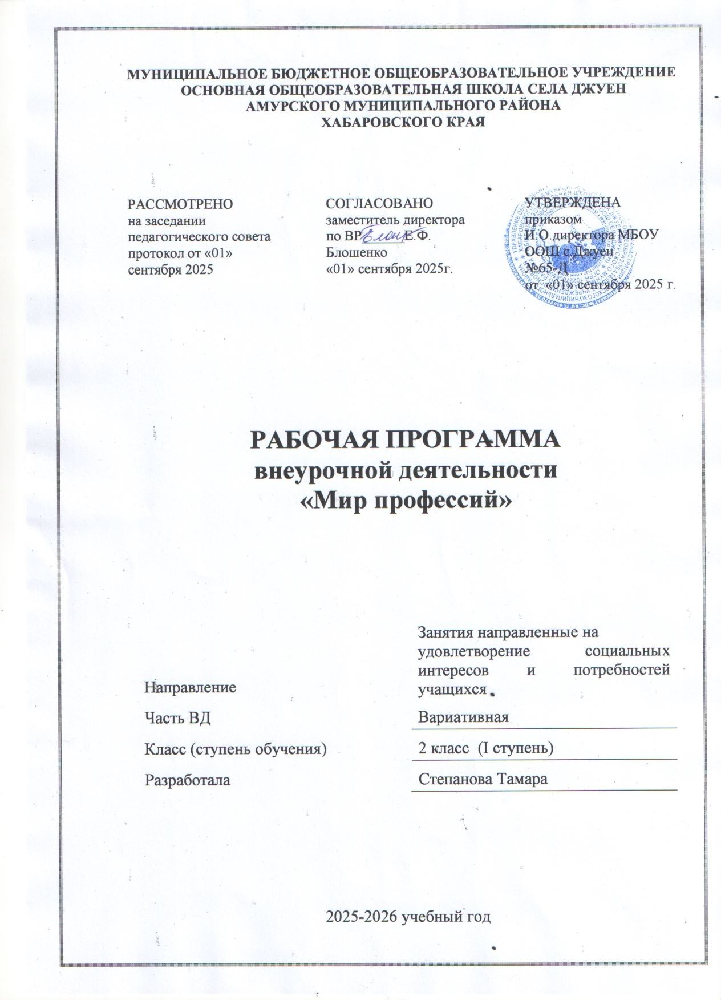 МУНИЦИПАЛЬНОЕ БЮДЖЕТНОЕ ОБЩЕОБРАЗОВАТЕЛЬНОЕ УЧРЕЖДЕНИЕ
ОСНОВНАЯ ОБЩЕОБРАЗОВАТЕЛЬНАЯ ШКОЛА СЕЛА ДЖУЕН
АМУРСКОГО МУНИЦИПАЛЬНОГО РАЙОНА
ХАБАРОВСКОГО КРАЯ
РАССМОТРЕНО
на заседании
педагогического совета
протокол от «01»
сентября 2025
СОГЛАСОВАНО
заместитель директора
по ВР Е.Ф.
Блошенко
«01» сентября 2025г.
УТВЕРЖДЕНА
приказом
И.О.директора МБОУ
ООШ с Джуен
№65-Д
от «01» сентября 2025 г.
РАБОЧАЯ ПРОГРАММА
внеурочной деятельности
«Мир профессий»
Занятия направленные на
удовлетворение социальных
интересов и потребностей
Направление учащихся
Часть ВД Вариативная
Класс (ступень обучения) 2 класс (I ступень)
Разработала Степанова Тамара
2025-2026 учебный год